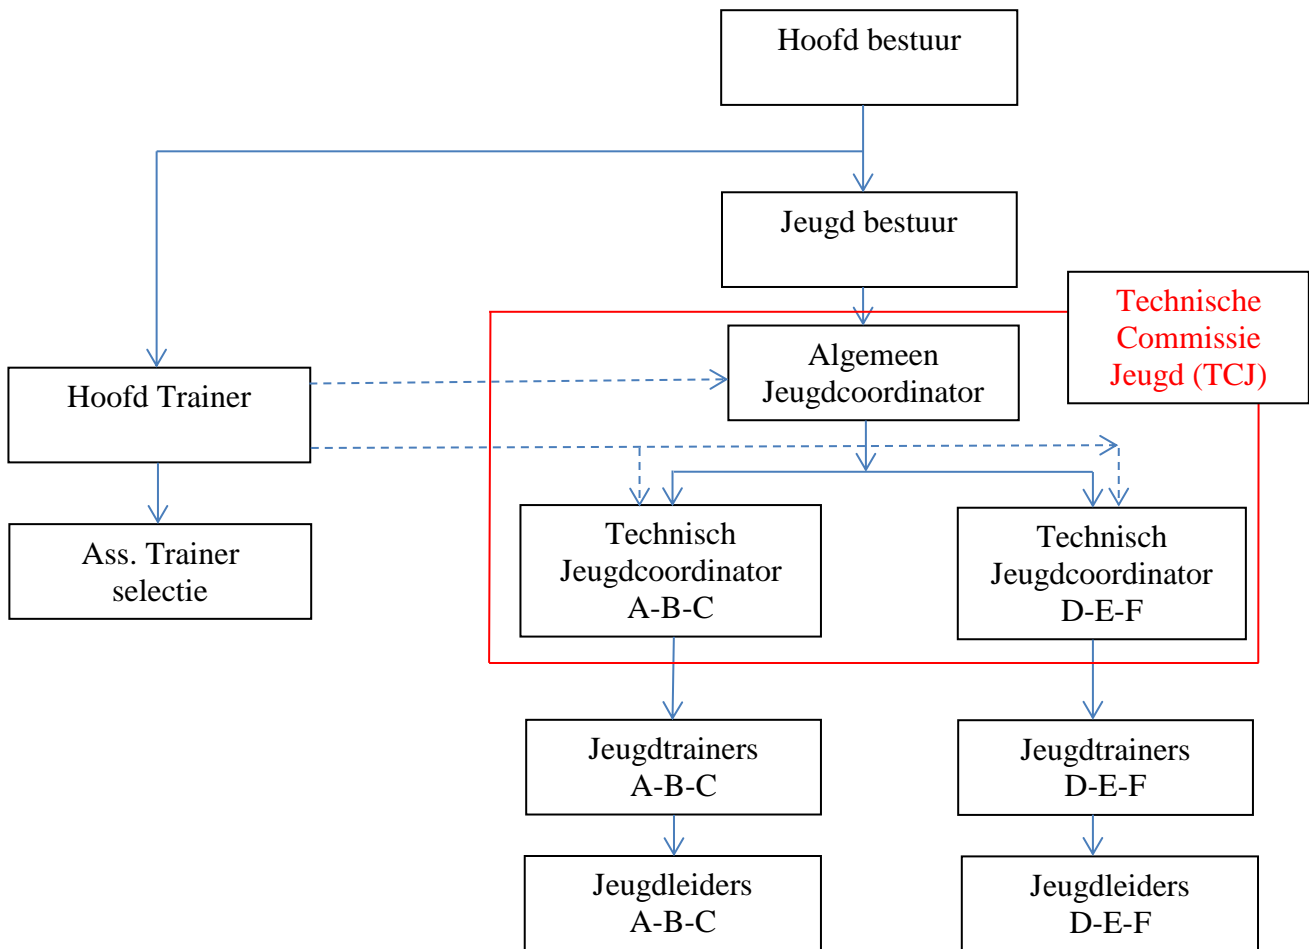 Hoofd bestuur
Jeugd bestuur
Technische
Commissie
Jeugd (TCJ)
Algemeen
Jeugdcoordinator
Hoofd Trainer
Ass. Trainer
selectie
Technisch
Jeugdcoordinator
A-B-C
Technisch
Jeugdcoordinator
D-E-F
Jeugdtrainers
A-B-C
Jeugdtrainers
D-E-F
Jeugdleiders
A-B-C
Jeugdleiders
D-E-F